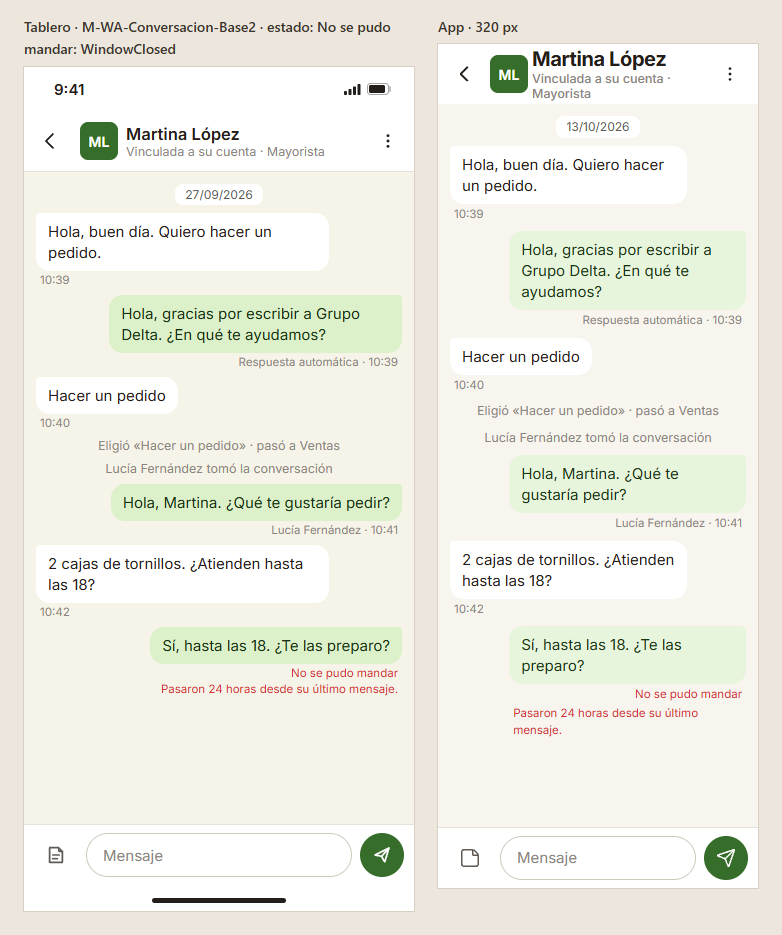 Tablero · M-WA-Conversacion-Base2 · estado: No se pudo
mandar: WindowClosed
9:41
ML
Martina López
Vinculada a su cuenta · Mayorista
27/09/2026
Hola, buen día. Quiero hacer un
pedido.
10:39
Hola, gracias por escribir a Grupo
Delta. ¿En qué te ayudamos?
Respuesta automática · 10:39
Hacer un pedido
10:40
Eligió «Hacer un pedido» · pasó a Ventas
Lucía Fernández tomó la conversación
Hola, Martina. ¿Qué te gustaría pedir?
Lucía Fernández · 10:41
2 cajas de tornillos. ¿Atienden hasta
las 18?
10:42
Sí, hasta las 18. ¿Te las preparo?
No se pudo mandar
Pasaron 24 horas desde su último mensaje.
Mensaje
App · 320 px
ML
Martina López
Vinculada a su cuenta ·
Mayorista
13/10/2026
Hola, buen día. Quiero hacer
un pedido.
10:39
Hola, gracias por escribir a
Grupo Delta. ¿En qué te
ayudamos?
Respuesta automática · 10:39
Hacer un pedido
10:40
Eligió «Hacer un pedido» · pasó a Ventas
Lucía Fernández tomó la conversación
Hola, Martina. ¿Qué te
gustaría pedir?
Lucía Fernández · 10:41
2 cajas de tornillos. ¿Atienden
hasta las 18?
10:42
Sí, hasta las 18. ¿Te las
preparo?
No se pudo mandar
Pasaron 24 horas desde su último
mensaje.
Mensaje